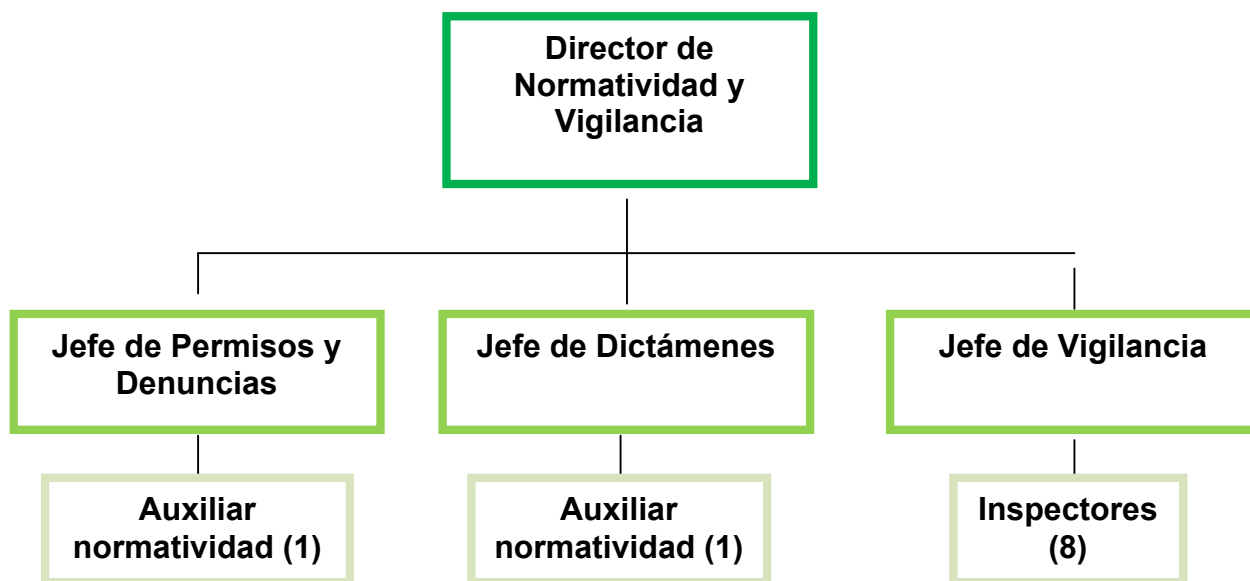 Director de
Normatividad y
Vigilancia
Jefe de Permisos y
Denuncias
Jefe de Dictámenes
Jefe de Vigilancia
Auxiliar
normatividad (1)
Auxiliar
normatividad (1)
Inspectores
(8)